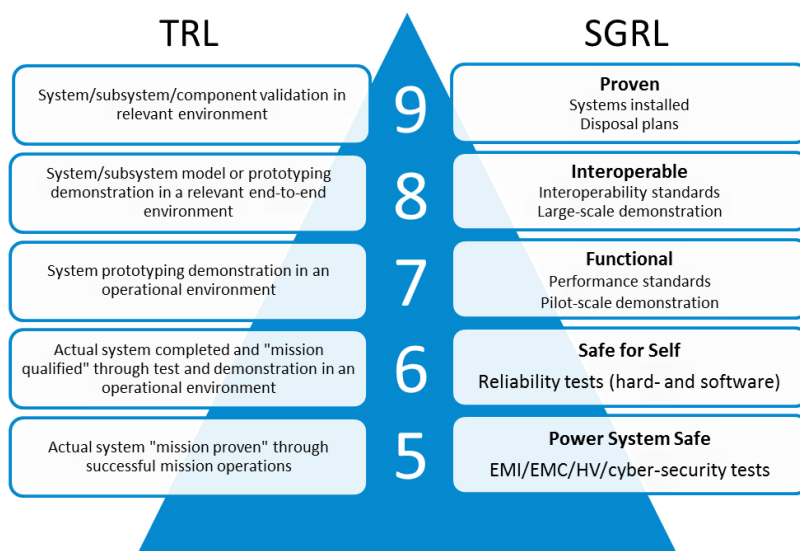 TRL
SGRL
System/subsystem/component validation in
relevant environment
9
Proven
Systems installed
Disposal plans
System/subsystem model or prototyping
demonstration in a relevant end-to-end
environment
8
Interoperable
Interoperability standards
Large-scale demonstration
System prototyping demonstration in an
operational environment
7
Functional
Performance standards
Pilot-scale demonstration
Actual system completed and "mission
qualified" through test and demonstration in an
operational environment
6
Safe for Self
Reliability tests (hard- and software)
Actual system "mission proven" through
successful mission operations
5
Power System Safe
EMI/EMC/HV/cyber-security tests